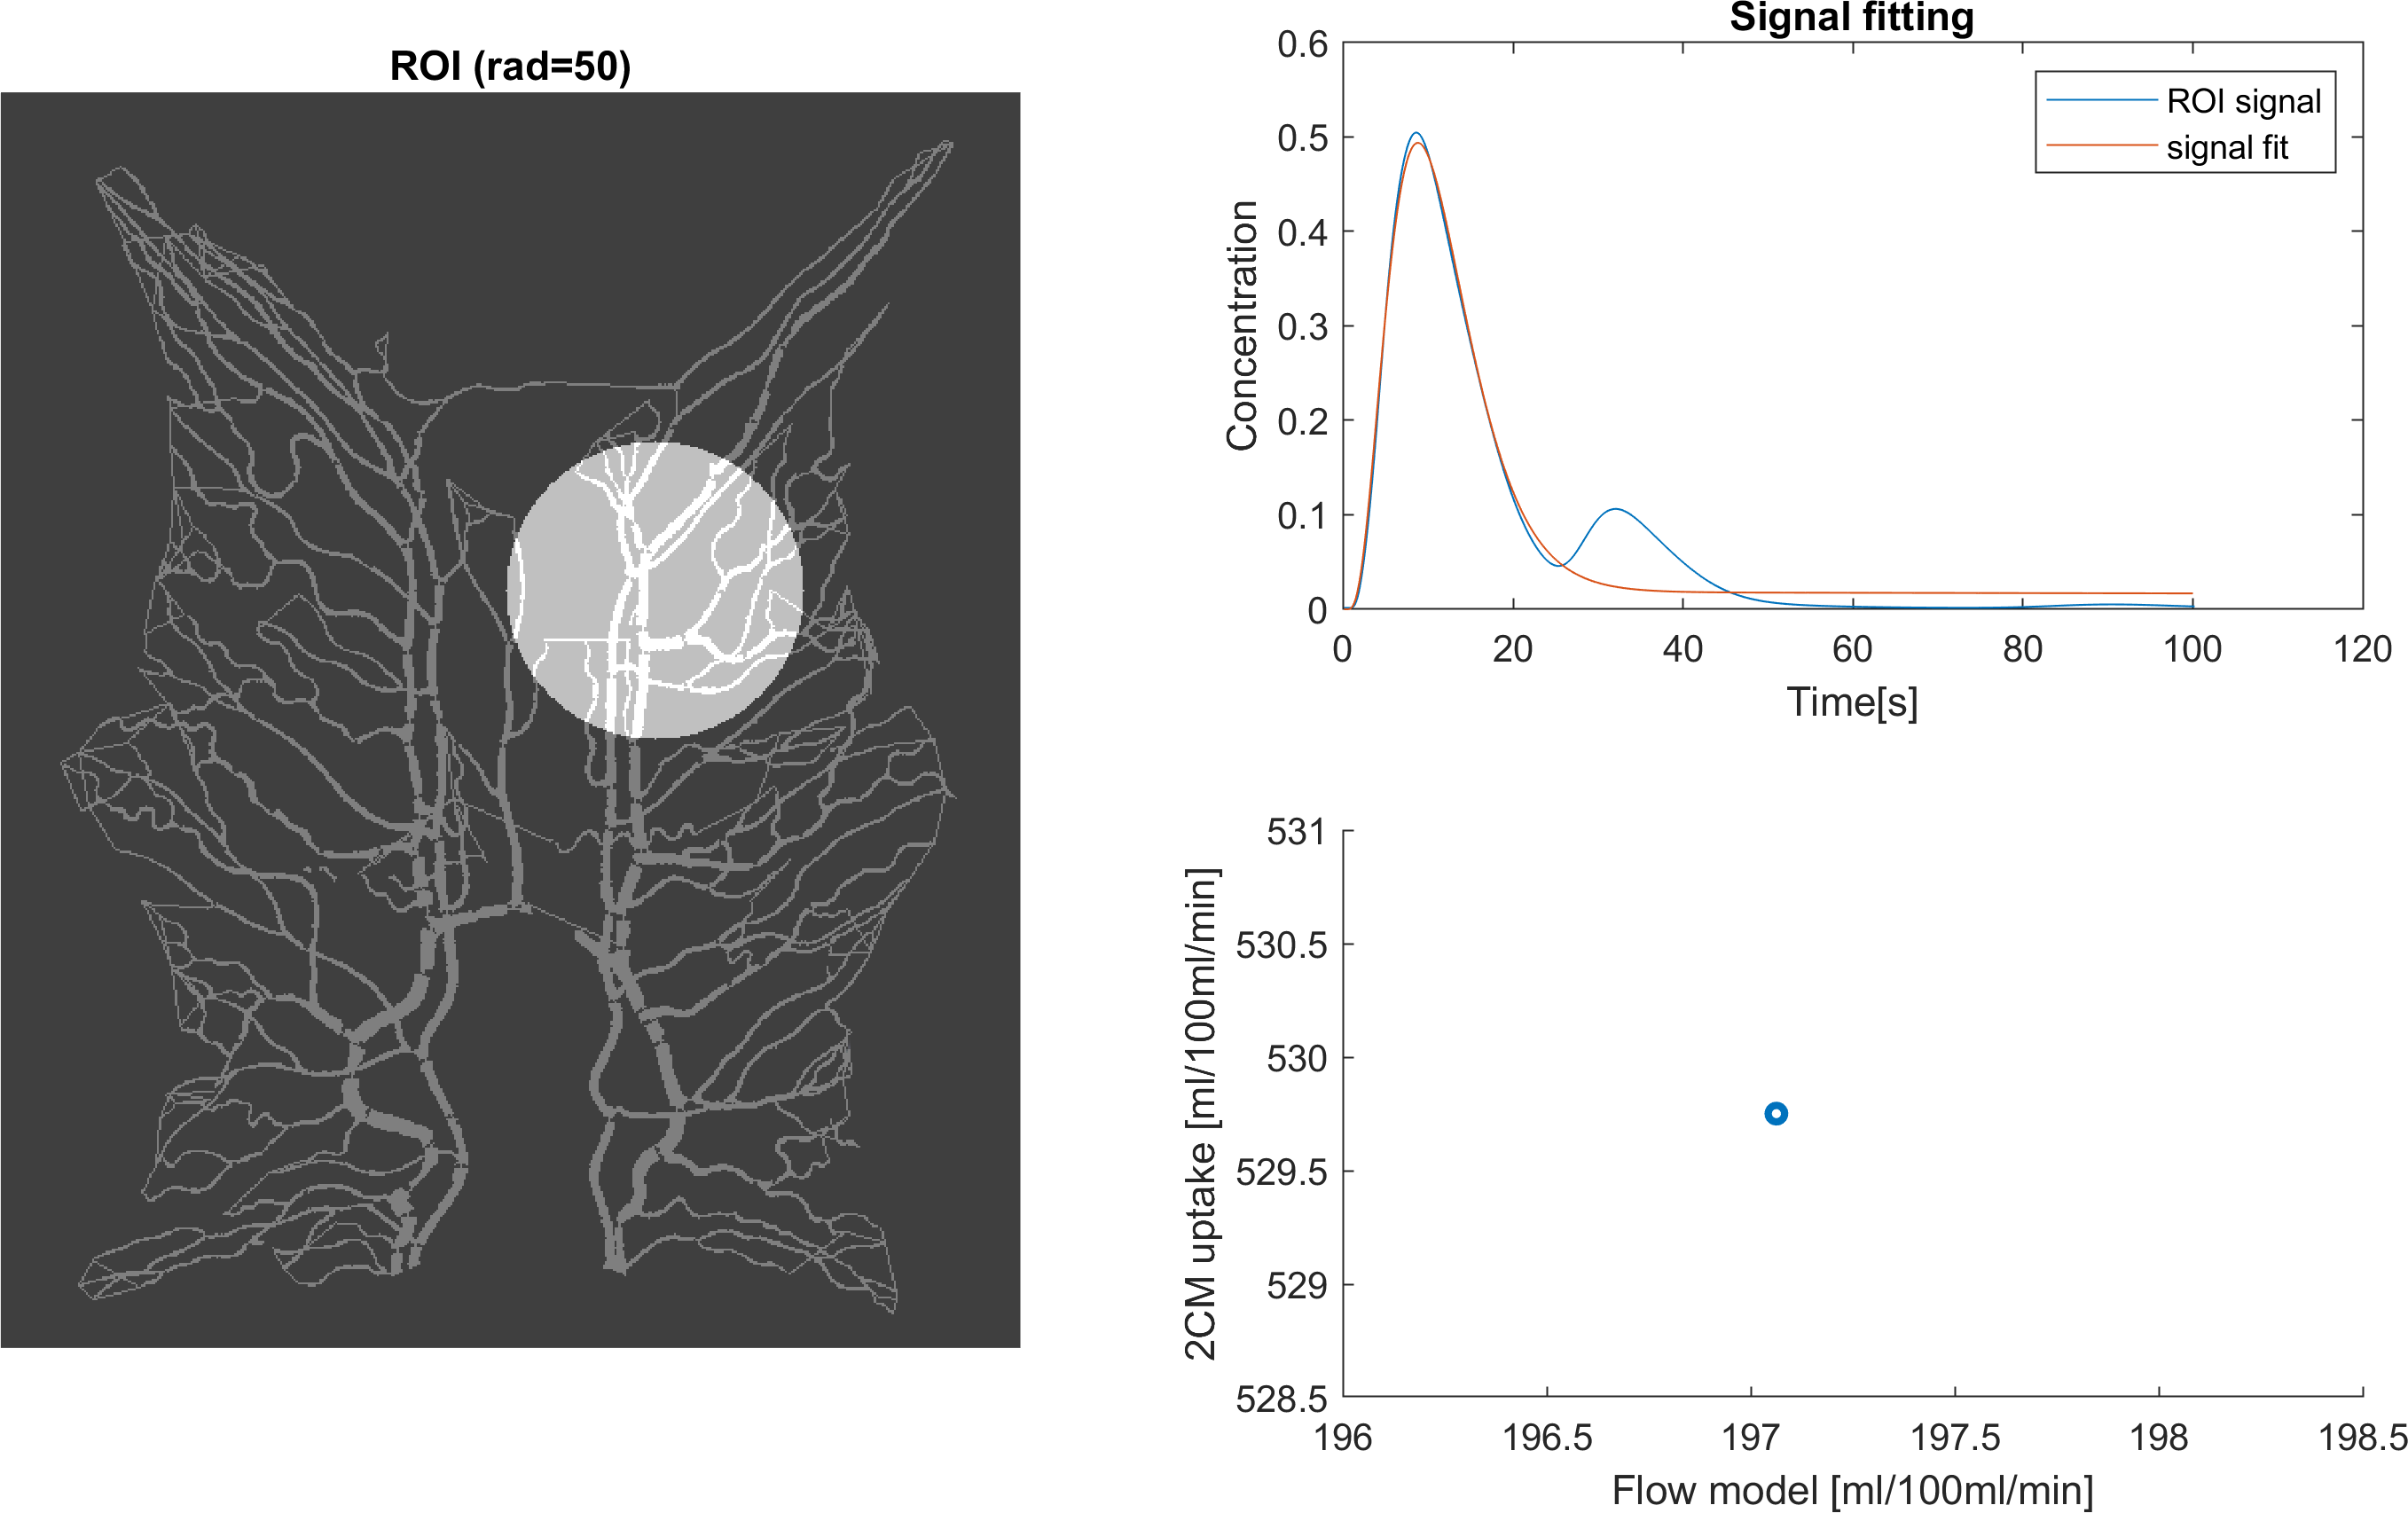 ROI (rad=50)
Signal fitting
0.6
0.5
0.4
0.3
0.2
0.1
0
Concentration
ROI signal
signal fit
0 20 40 60 80 100 120
Time[s]
531
530.5
530
529.5
529
528.5
2CM uptake [ml/100ml/min]
196 196.5 197 197.5 198 198.5
Flow model [ml/100ml/min]